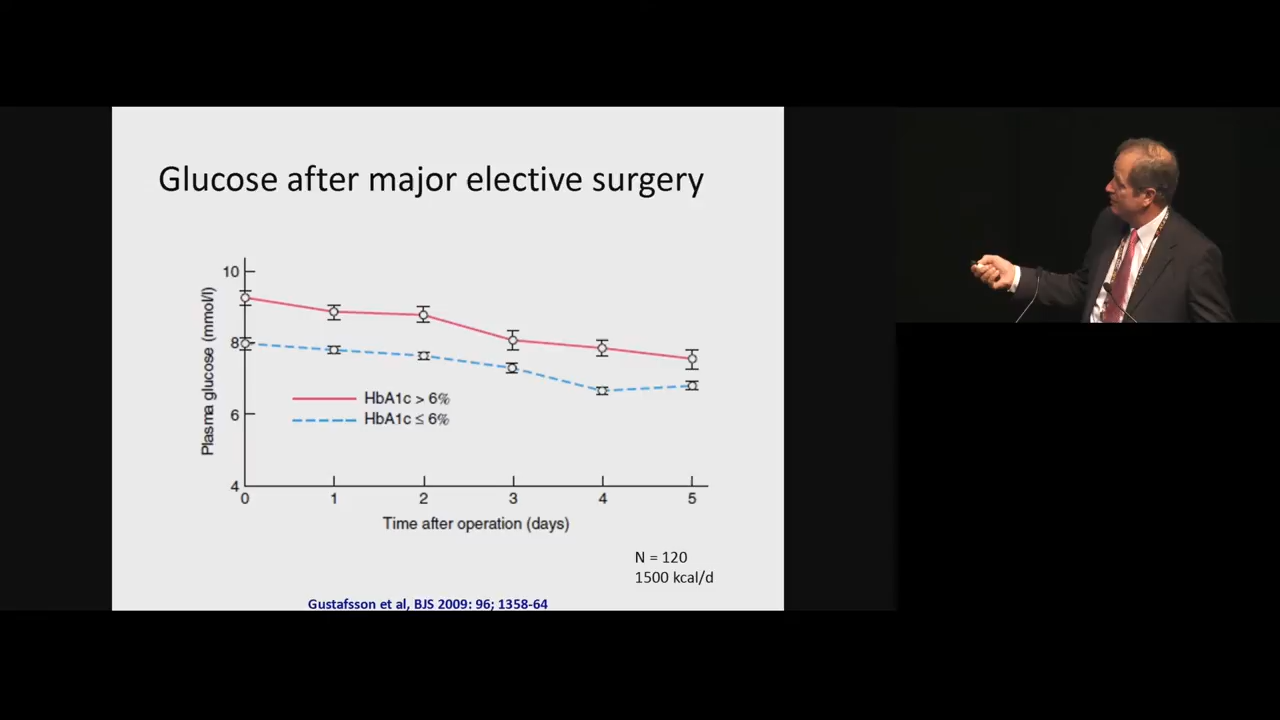 Glucose after major elective surgery
10
8
6
4
Plasma glucose (mmol/l)
HbA1c > 6%
HbA1c ≤ 6%
0 1 2 3 4 5
Time after operation (days)
N = 120
1500 kcal/d
Gustafsson et al, BJS 2009: 96; 1358-64